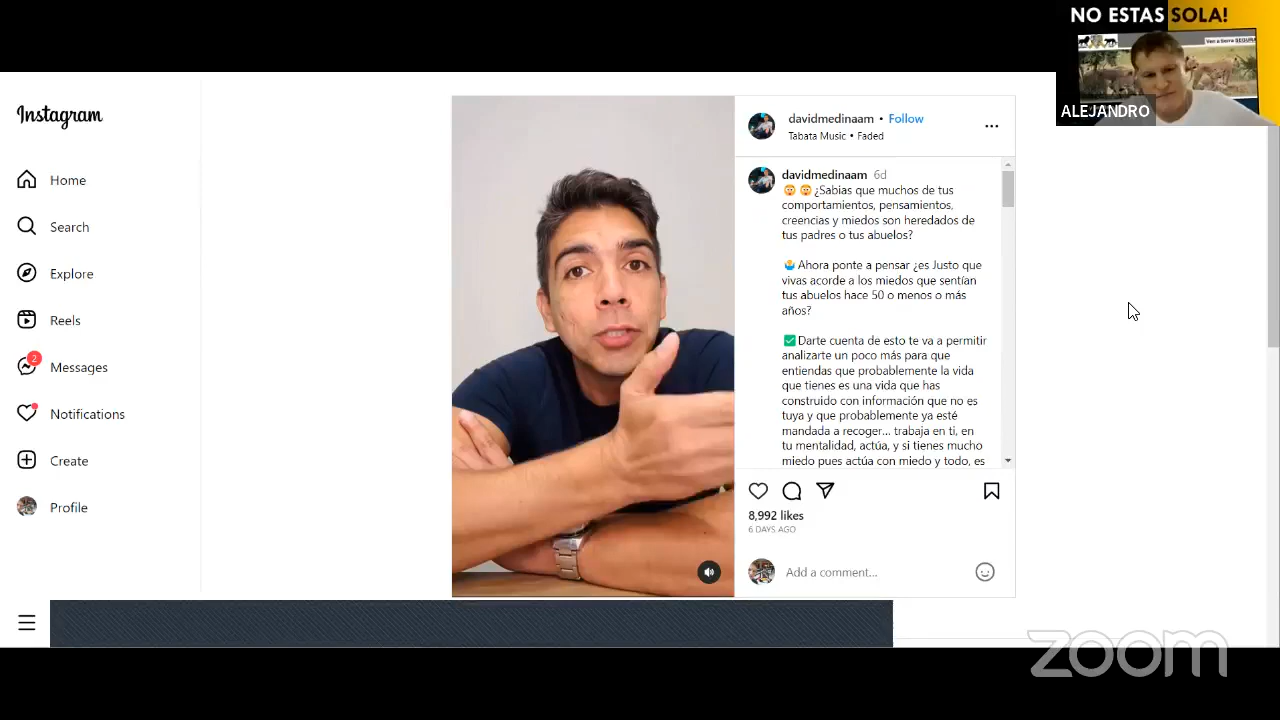 NO ESTAS SOLA!
Ven a tierra SEGURA
ALEJANDRO
Instagram
Home
Search
Explore
Reels
2
Messages
Notifications
Create
Profile
davidmedinaam • Follow
Tabata Music • Faded
davidmedinaam 6d
😳 😳 ¿Sabias que muchos de tus
comportamientos, pensamientos,
creencias y miedos son heredados de
tus padres o tus abuelos?
🤷‍♂️ Ahora ponte a pensar ¿es Justo que
vivas acorde a los miedos que sentían
tus abuelos hace 50 o menos o más
años?
✅ Darte cuenta de esto te va a permitir
analizarte un poco más para que
entiendas que probablemente la vida
que tienes es una vida que has
construido con información que no es
tuya y que probablemente ya esté
mandada a recoger... trabaja en ti, en
tu mentalidad, actúa, y si tienes mucho
miedo pues actúa con miedo y todo, es
8,992 likes
6 DAYS AGO
Add a comment...
zoom